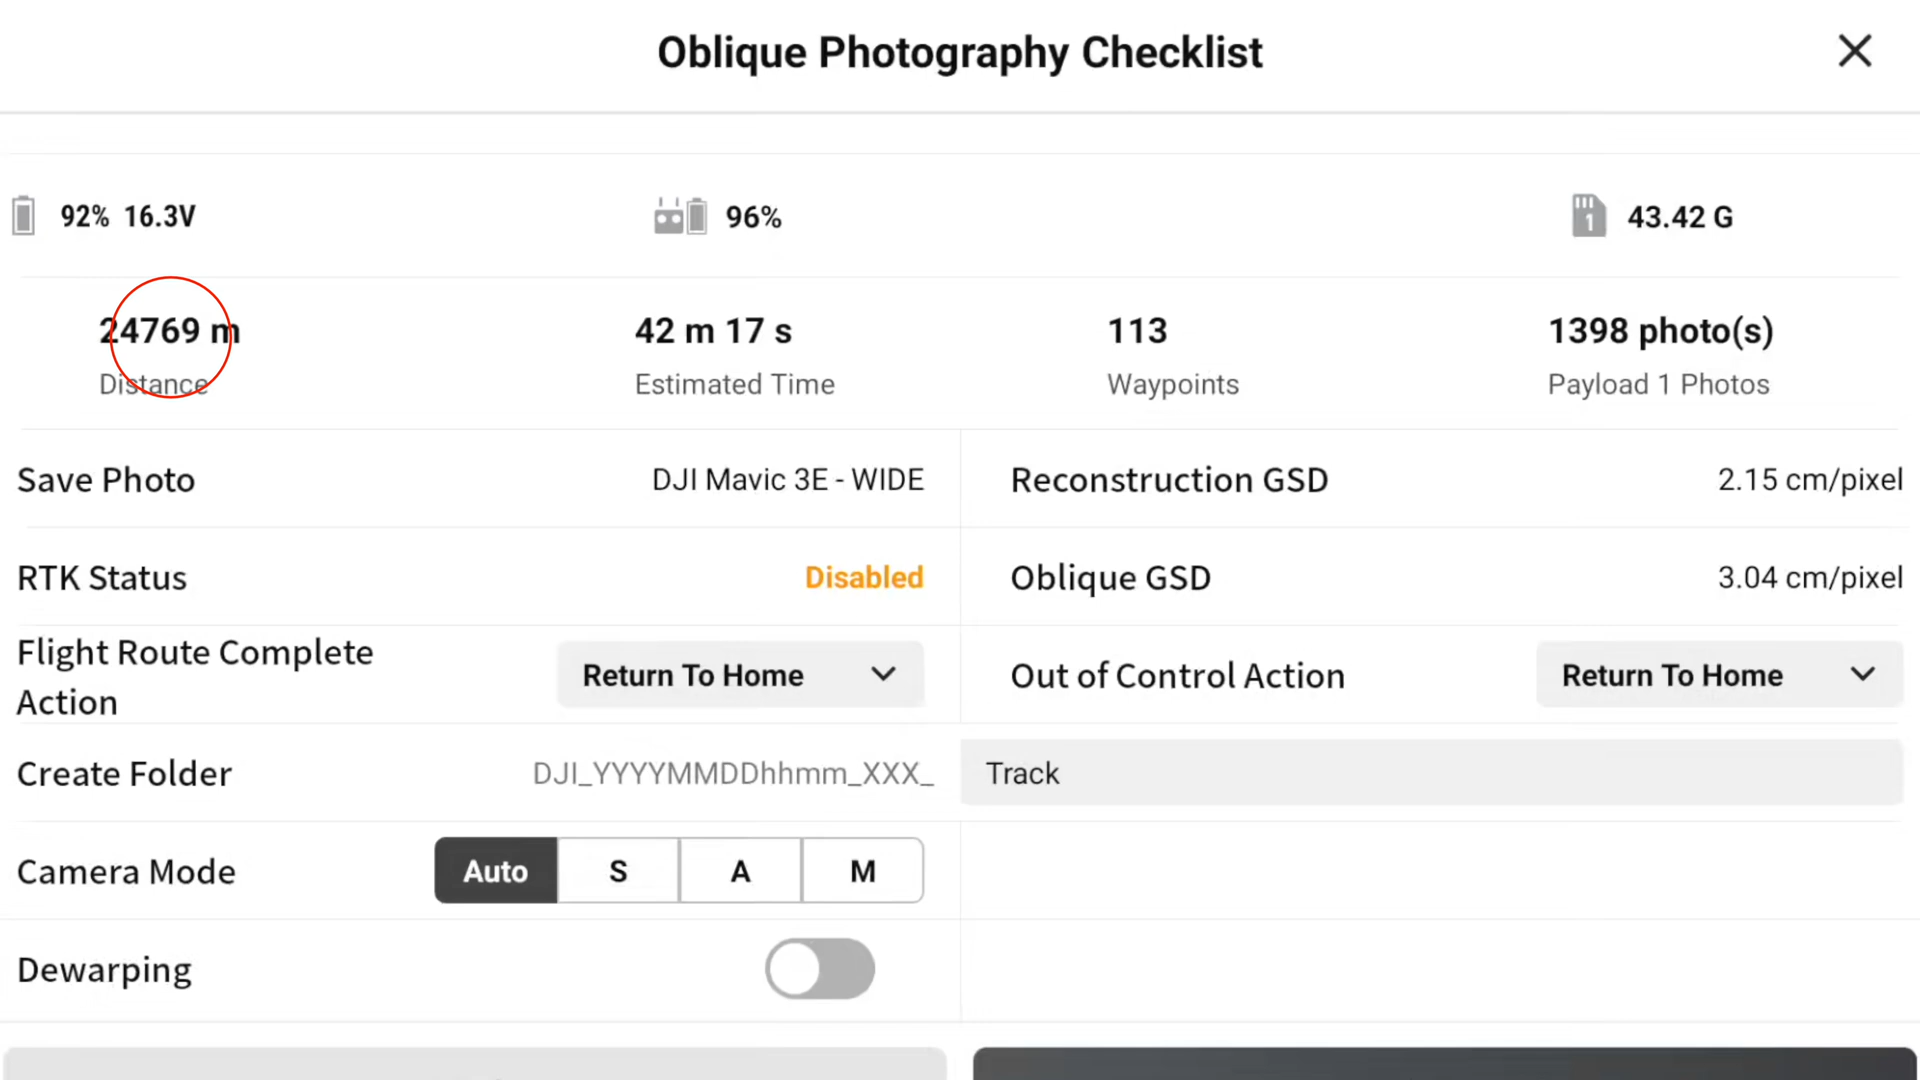 Oblique Photography Checklist
92% 16.3V
96%
1
43.42 G
24769 m
42 m 17 s
113
1398 photo(s)
Distance
Estimated Time
Waypoints
Payload 1 Photos
Save Photo
DJI Mavic 3E - WIDE
Reconstruction GSD
2.15 cm/pixel
RTK Status
Disabled
Oblique GSD
3.04 cm/pixel
Flight Route Complete
Action
Return To Home
Out of Control Action
Return To Home
Create Folder
DJI_YYYYMMDDhhmm_XXX_
Track
Camera Mode
Auto
S
A
M
Dewarping